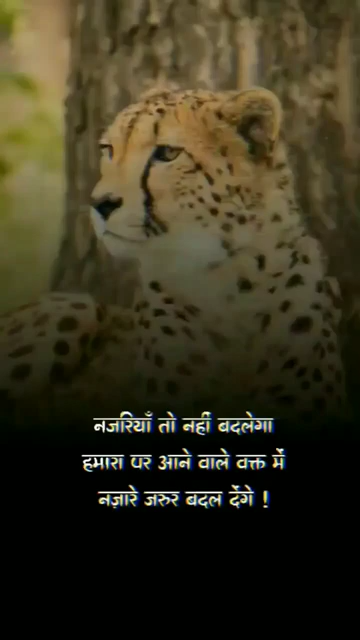 नजरियाँ तो नहीं बदलेगा
हमारा पर आने वाले वक्त में
नज़ारे जरुर बदल देंगे !